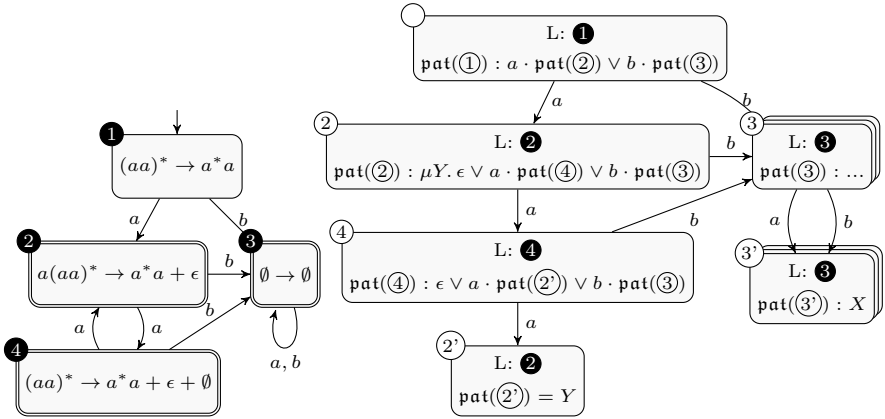 1
(aa)* → a*a
a
b
2
a(aa)* → a*a + ϵ
b
3
∅ → ∅
a
a
b
a, b
4
(aa)* → a*a + ϵ + ∅
L: 1
pat(1) : a · pat(2) ∨ b · pat(3)
a
b
2
L: 2
pat(2) : μY. ϵ ∨ a · pat(4) ∨ b · pat(3)
b
3
L: 3
pat(3) : ...
a
b
a
b
4
L: 4
pat(4) : ϵ ∨ a · pat(2') ∨ b · pat(3)
3'
L: 3
pat(3') : X
a
2'
L: 2
pat(2') = Y